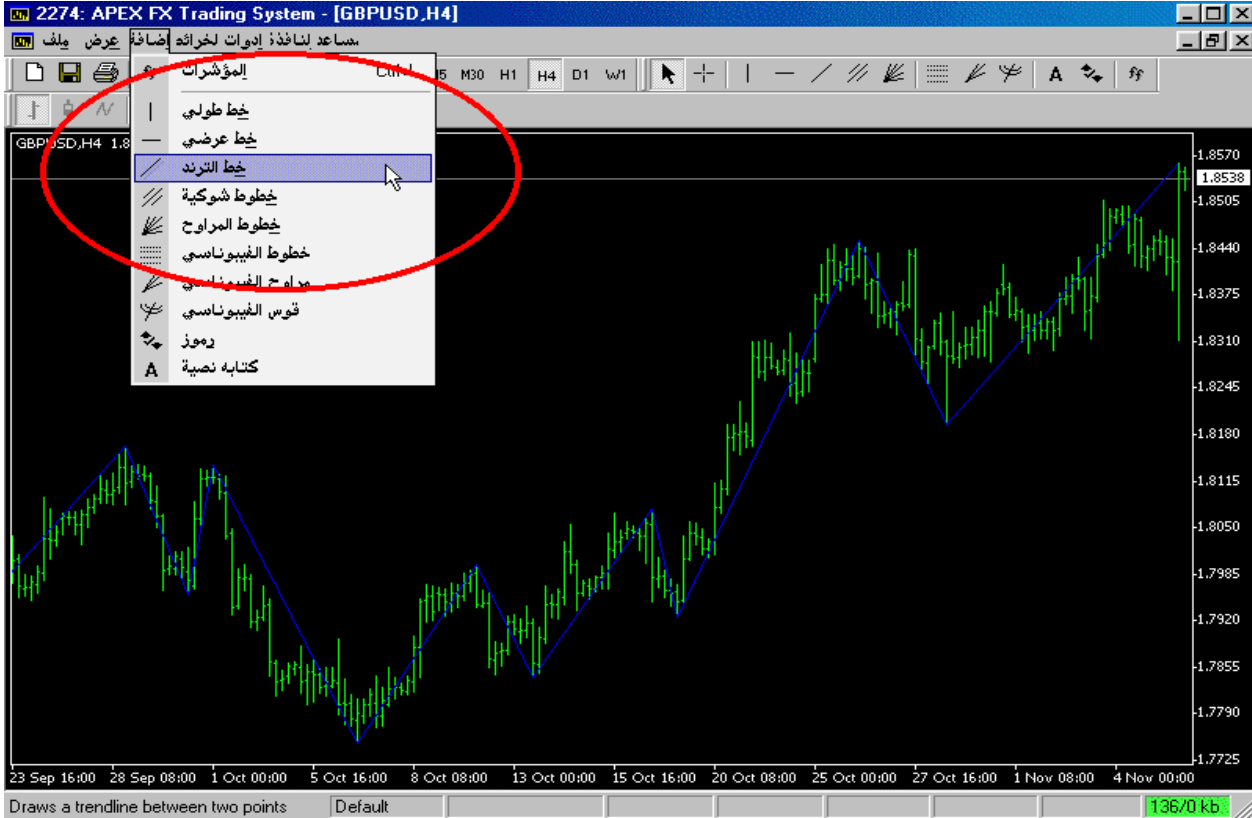 2274: APEX FX Trading System - [GBPUSD,H4]
ملف عرض إضافة لخرائط إدوات لنافذة مساعد
M30 H1 H4 D1 W1 A
المؤشرات
خط طولي
خط عرضي
خط الترند
خطوط شوكية
خطوط المراوح
خطوط الفيبوناسي
مراوح الفيبوناسي
قوس الفيبوناسي
رموز
A كتابه نصية
GBPUSD,H4 1.8
1.8570
1.8538
1.8505
1.8440
1.8375
1.8310
1.8245
1.8180
1.8115
1.8050
1.7985
1.7920
1.7855
1.7790
1.7725
23 Sep 16:00 28 Sep 08:00 1 Oct 00:00 5 Oct 16:00 8 Oct 08:00 13 Oct 00:00 15 Oct 16:00 20 Oct 08:00 25 Oct 00:00 27 Oct 16:00 1 Nov 08:00 4 Nov 00:00
Draws a trendline between two points Default 136/0 kb